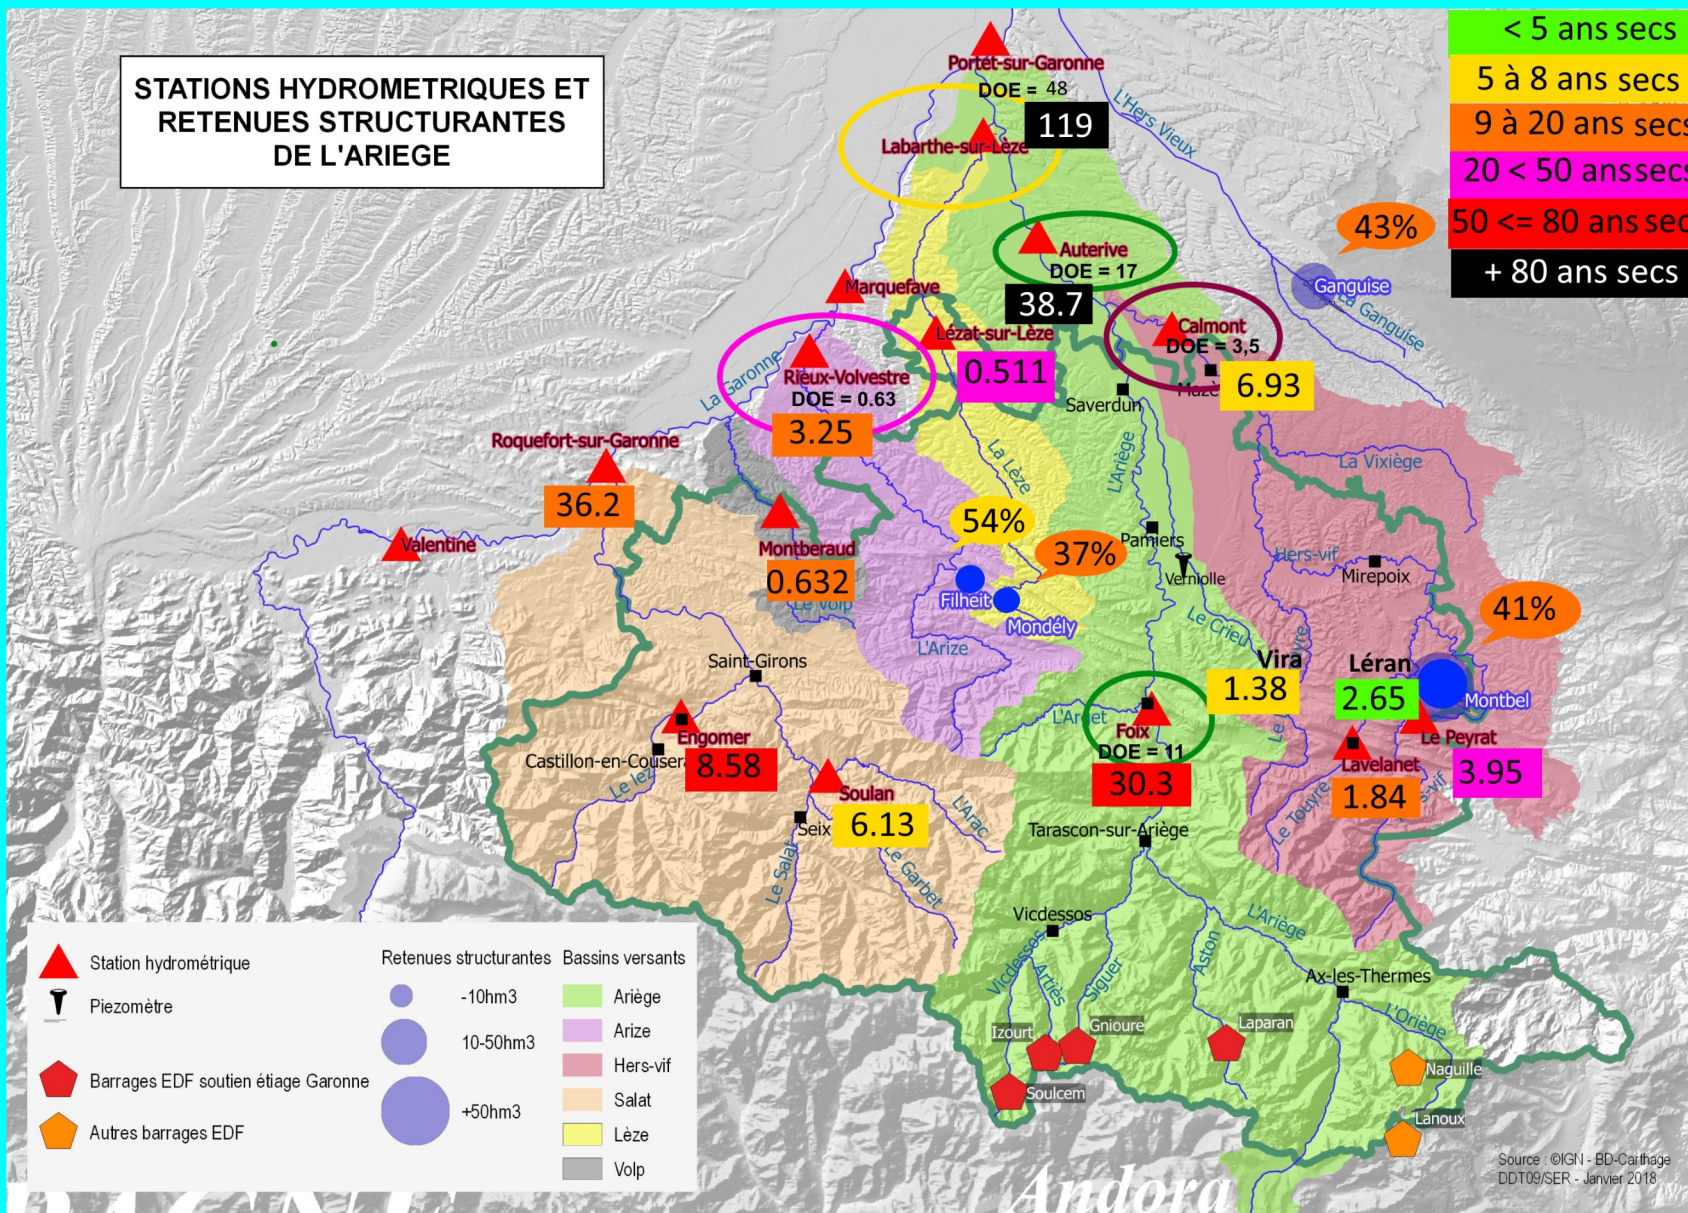 STATIONS HYDROMETRIQUES ET
RETENUES STRUCTURANTES
DE L'ARIEGE
< 5 ans secs
5 à 8 ans secs
9 à 20 ans secs
20 < 50 ans secs
50 <= 80 ans sec
+ 80 ans secs
Portet-sur-Garonne
DOE = 48
119
Labarthe-sur-Lèze
L'Hers Vieux
43%
Ganguise
La Ganguise
Auterive
DOE = 17
38.7
Marquefave
Lézat-sur-Lèze
0.511
Calmont
DOE = 3,5
6.93
Saverdun
La Garonne
Rieux-Volvestre
DOE = 0.63
3.25
Roquefort-sur-Garonne
36.2
Valentine
La Lèze
L'Ariège
La Vixiège
Montberaud
0.632
Le Volp
54%
37%
Filheit
Mondély
L'Arize
Pamiers
Verniolle
Le Crieu
Hers-vif
Mirepoix
41%
Vira
1.38
Léran
2.65
Montbel
Le Peyrat
3.95
Lavelanet
1.84
Le Touyre
Saint-Girons
Engomer
8.58
Le lez
Soulan
6.13
Seix
L'Arac
Le Garbet
Le Salat
L'Arget
Foix
DOE = 11
30.3
Tarascon-sur-Ariège
Vicdessos
Vicdessos
Artiès
Siguer
Aston
L'Ariège
Ax-les-Thermes
L'Oriège
Izourt
Gnioure
Laparan
Soulcem
Naguille
Lanoux
Andora
Station hydrométrique
Piezomètre
Barrages EDF soutien étiage Garonne
Autres barrages EDF
Retenues structurantes
-10hm3
10-50hm3
+50hm3
Bassins versants
Ariège
Arize
Hers-vif
Salat
Lèze
Volp
Source : ©IGN - BD-Carthage
DDT09/SER - Janvier 2018